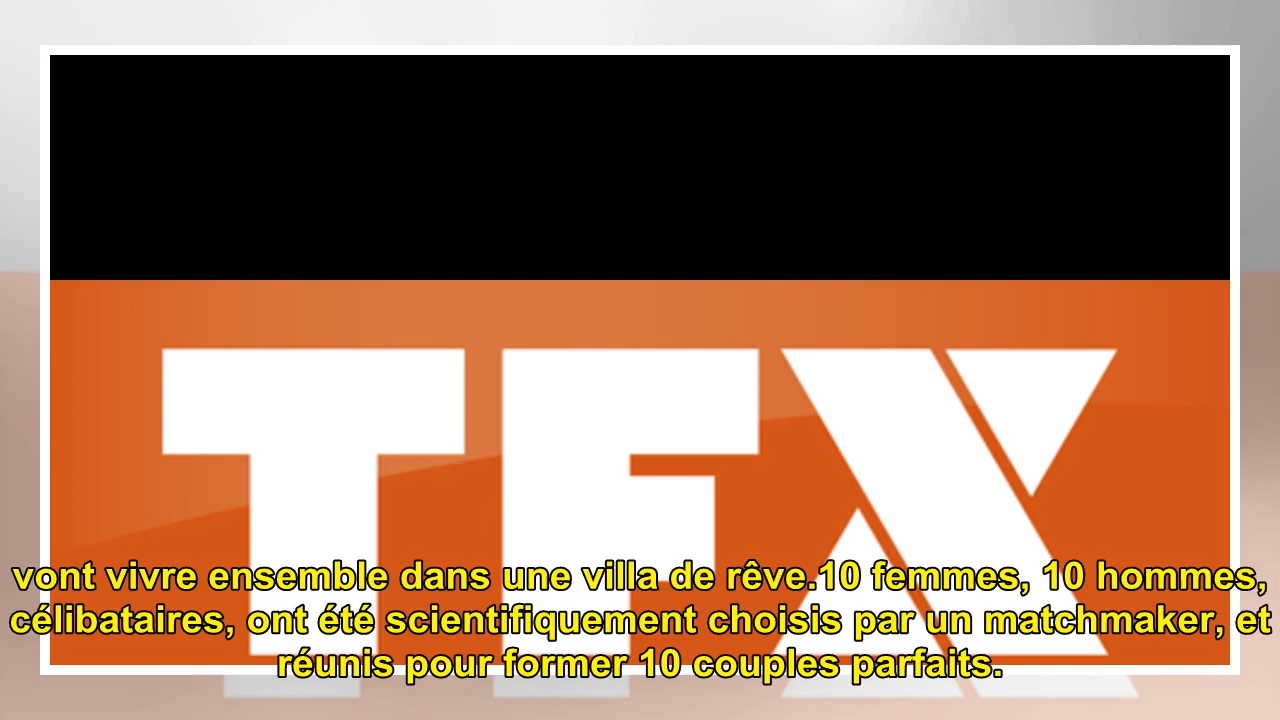 TFX
vont vivre ensemble dans une villa de rêve.10 femmes, 10 hommes,
célibataires, ont été scientifiquement choisis par un matchmaker, et
réunis pour former 10 couples parfaits.